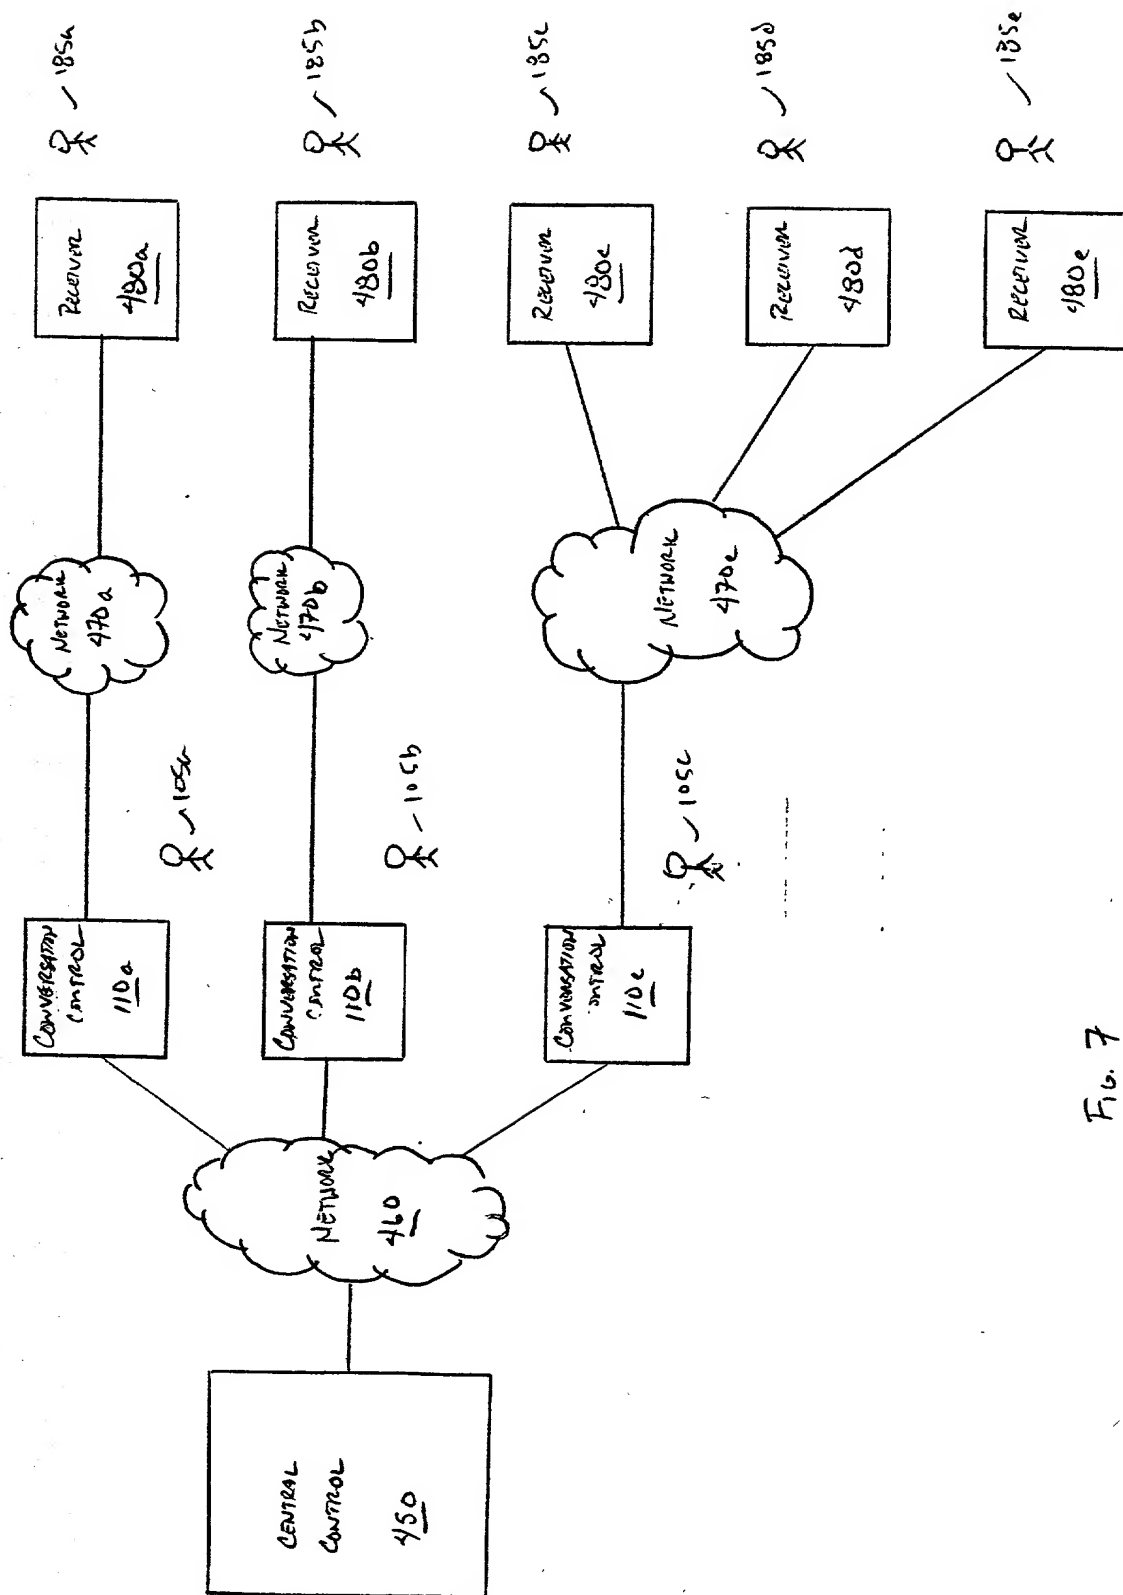 CENTRAL
CONTROL
450
NETWORK
460
CONVERSATION
CONTROL
110a
CONVERSATION
CONTROL
110b
CONVERSATION
CONTROL
110c
105a
105b
105c
NETWORK
470a
NETWORK
470b
NETWORK
470c
RECEIVER
480a
RECEIVER
480b
RECEIVER
480c
RECEIVER
480d
RECEIVER
480e
185a
185b
185c
185d
185e
FIG. 7